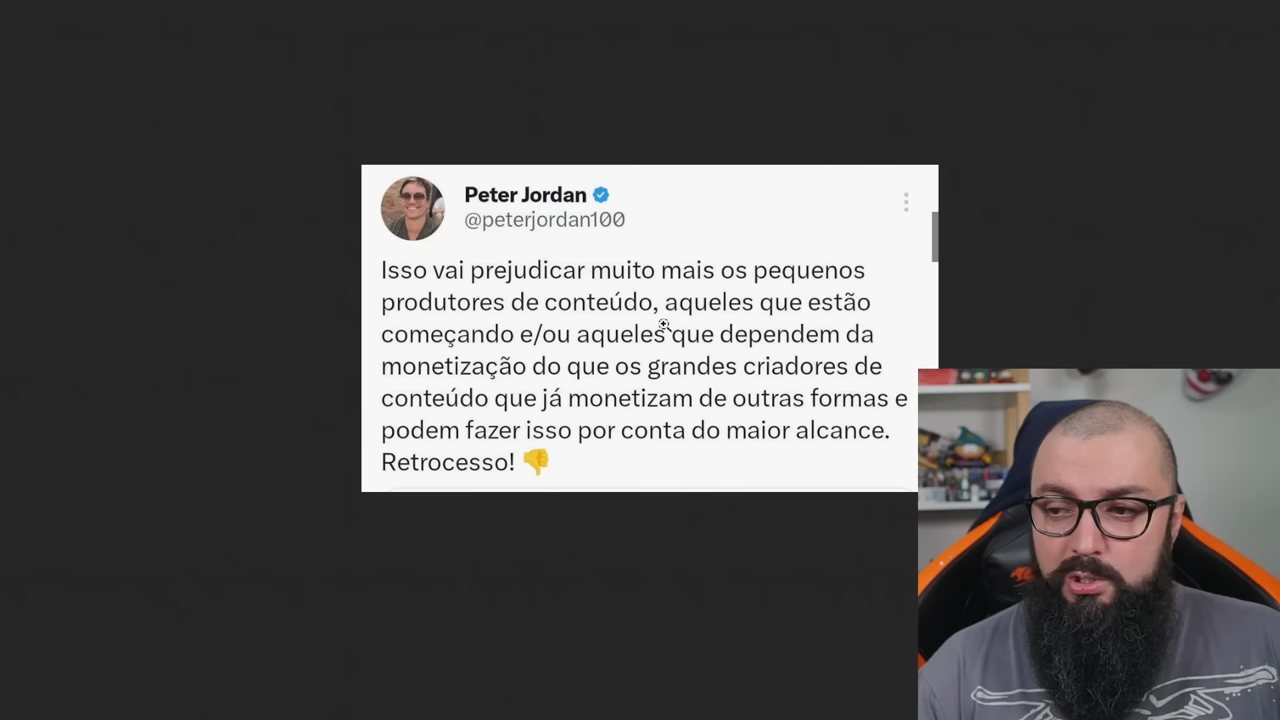 Peter Jordan
@peterjordan100
Isso vai prejudicar muito mais os pequenos
produtores de conteúdo, aqueles que estão
começando e/ou aqueles que dependem da
monetização do que os grandes criadores de
conteúdo que já monetizam de outras formas e
podem fazer isso por conta do maior alcance.
Retrocesso! 👎